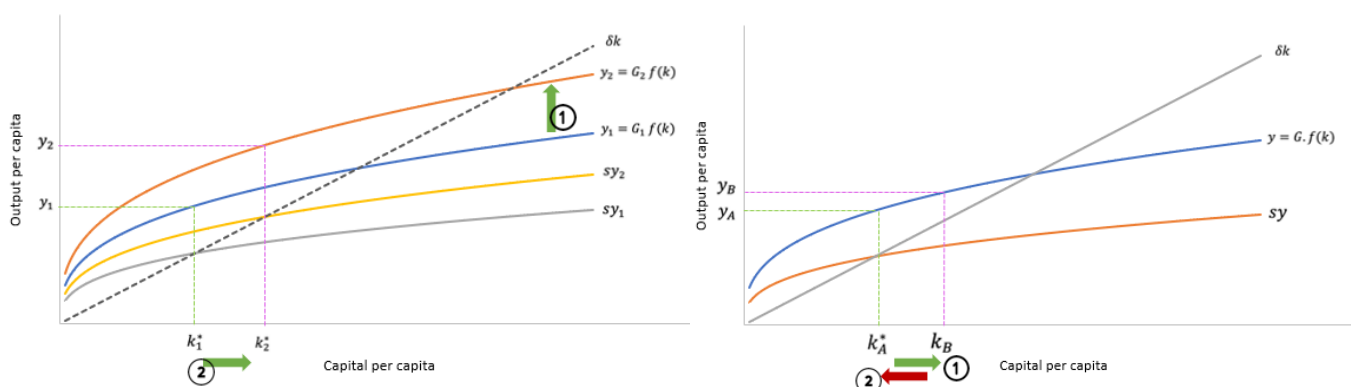 δk
y₂ = G₂ f(k)
①
y₁ = G₁ f(k)
sy₂
sy₁
y₂
y₁
Output per capita
k₁* k₂*
② Capital per capita
δk
y = G.f(k)
sy
y_B
y_A
Output per capita
k_A* k_B
① Capital per capita
②